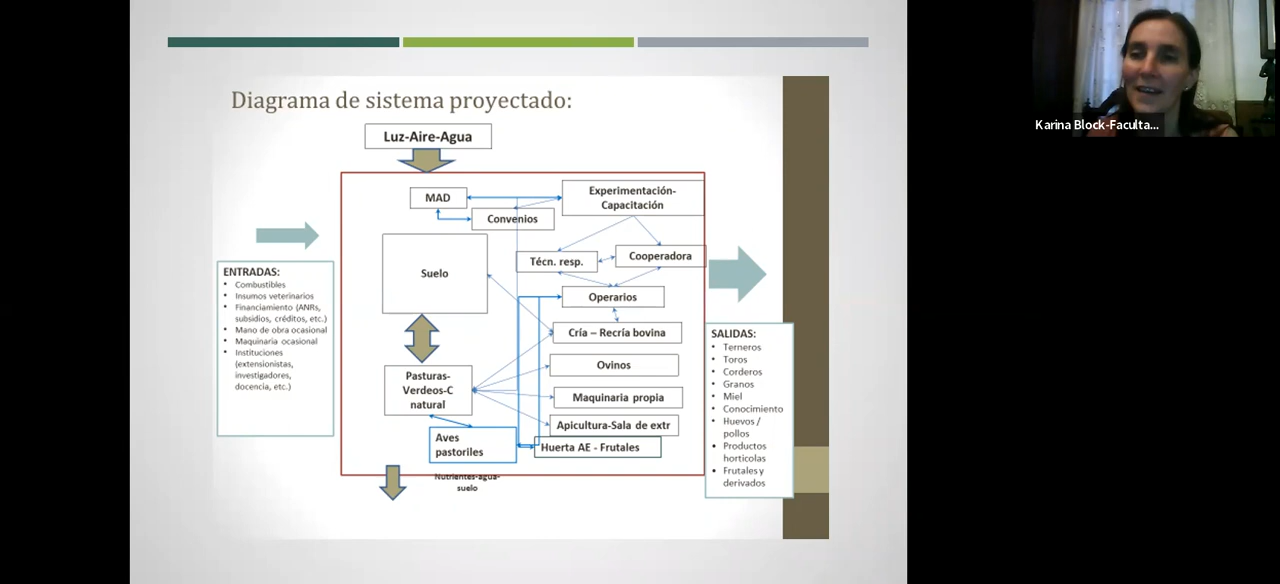 Diagrama de sistema proyectado:
Luz-Aire-Agua
MAD
Experimentación-
Capacitación
Convenios
Suelo
Técn. resp.
Cooperadora
Operarios
Cría – Recría bovina
Ovinos
Maquinaria propia
Apicultura-Sala de extr
Huerta AE - Frutales
Pasturas-
Verdeos-C
natural
Aves
pastoriles
Nutrientes-agua-
suelo
ENTRADAS:
• Combustibles
• Insumos veterinarios
• Financiamiento (ANRs,
subsidios, créditos, etc.)
• Mano de obra ocasional
• Maquinaria ocasional
• Instituciones
(extensionistas,
investigadores,
docencia, etc.)
SALIDAS:
• Terneros
• Toros
• Corderos
• Granos
• Miel
• Conocimiento
• Huevos /
pollos
• Productos
horticolas
• Frutales y
derivados
Karina Block-Faculta...